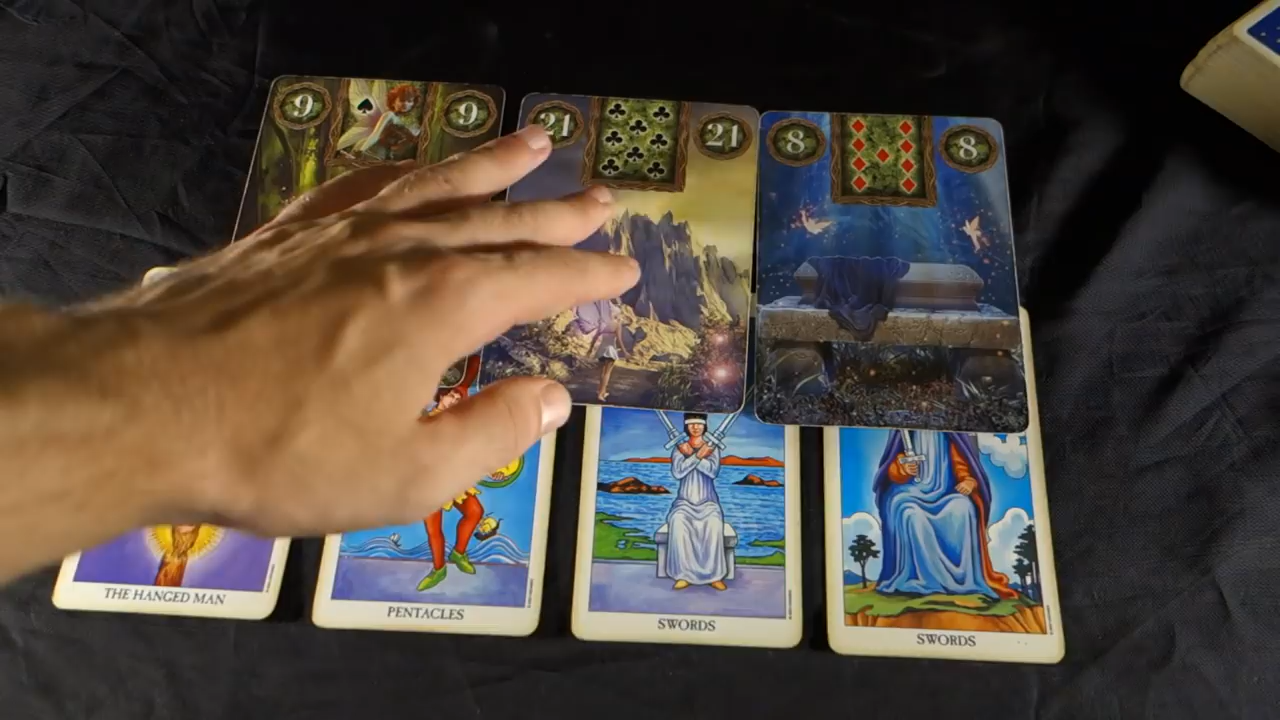 9 9
21 21
8 8
THE HANGED MAN
PENTACLES
SWORDS
SWORDS